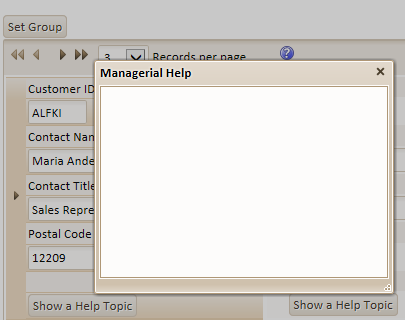 Set Group
3 Records per page
Managerial Help
Customer ID
ALFKI
Contact Nam
Maria Ande
Contact Title
Sales Repre
Postal Code
12209
Show a Help Topic
Show a Help Topic